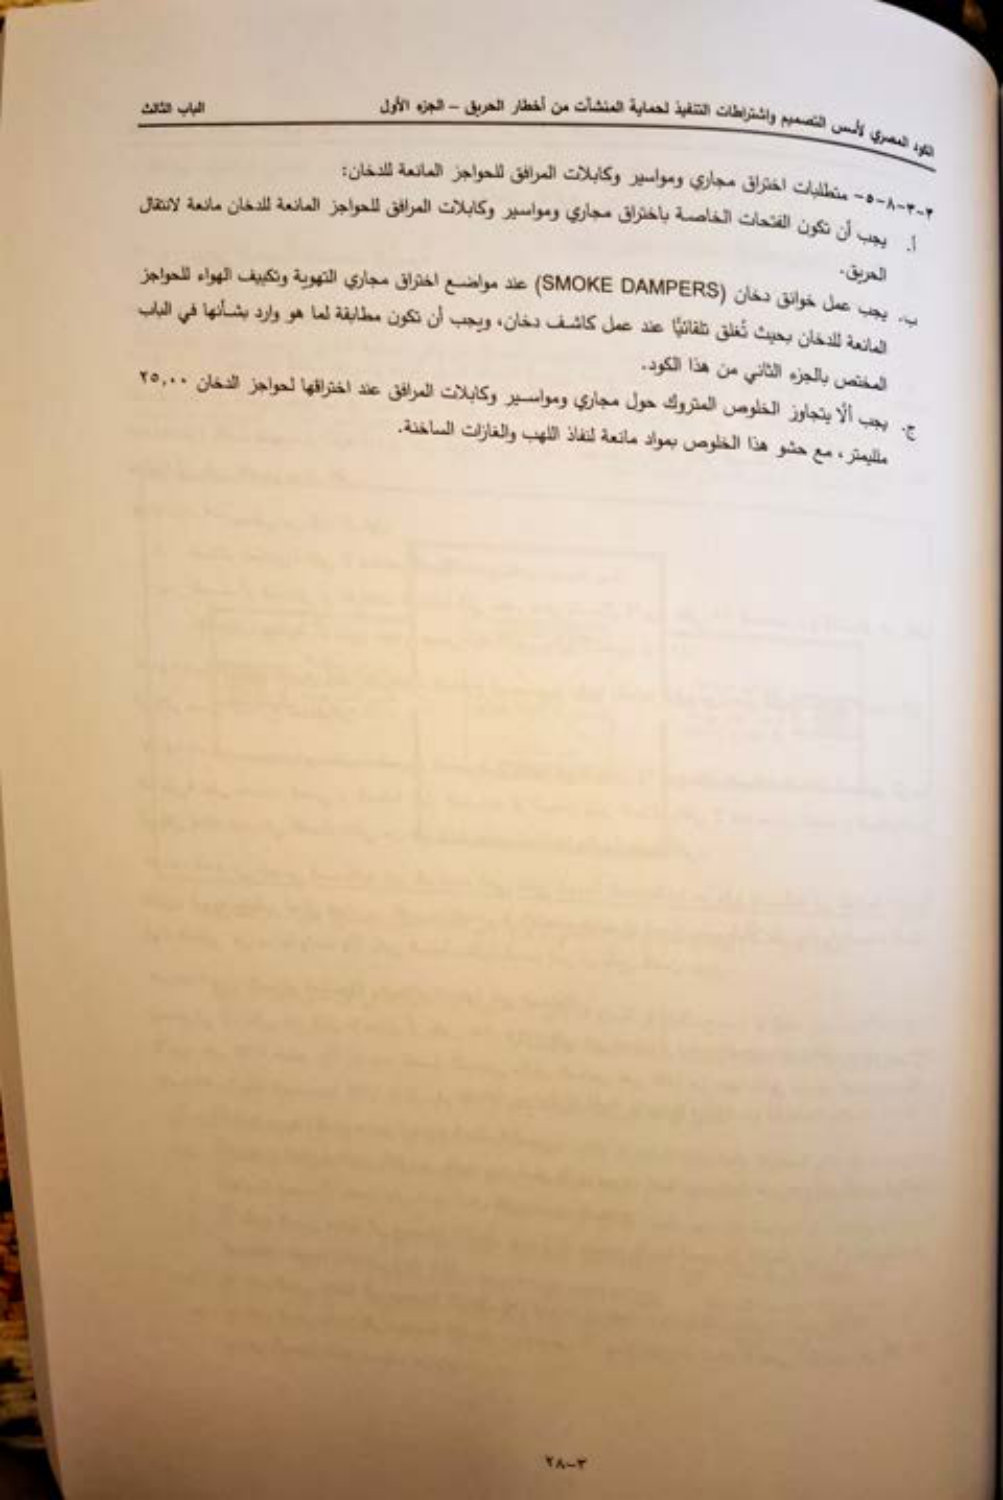 الكود المصري لأسس التصميم واشتراطات التنفيذ لحماية المنشآت من أخطار الحريق – الجزء الأول الباب الثالث
٣-٣-٨-٥- متطلبات اختراق مجاري ومواسير وكابلات المرافق للحواجز المانعة للدخان:
أ. يجب أن تكون الفتحات الخاصة باختراق مجاري ومواسير وكابلات المرافق للحواجز المانعة للدخان مانعة لانتقال
الحريق.
ب. يجب عمل خوانق دخان (SMOKE DAMPERS) عند مواضع اختراق مجاري التهوية وتكييف الهواء للحواجز
المانعة للدخان بحيث تُغلق تلقائيًا عند عمل كاشف دخان، ويجب أن تكون مطابقة لما هو وارد بشأنها في الباب
المختص بالجزء الثاني من هذا الكود.
ج. يجب ألا يتجاوز الخلوص المتروك حول مجاري ومواسير وكابلات المرافق عند اختراقها لحواجز الدخان ٢٥,٠٠
ملليمتر، مع حشو هذا الخلوص بمواد مانعة لنفاذ اللهب والغازات الساخنة.
٣-٢٨